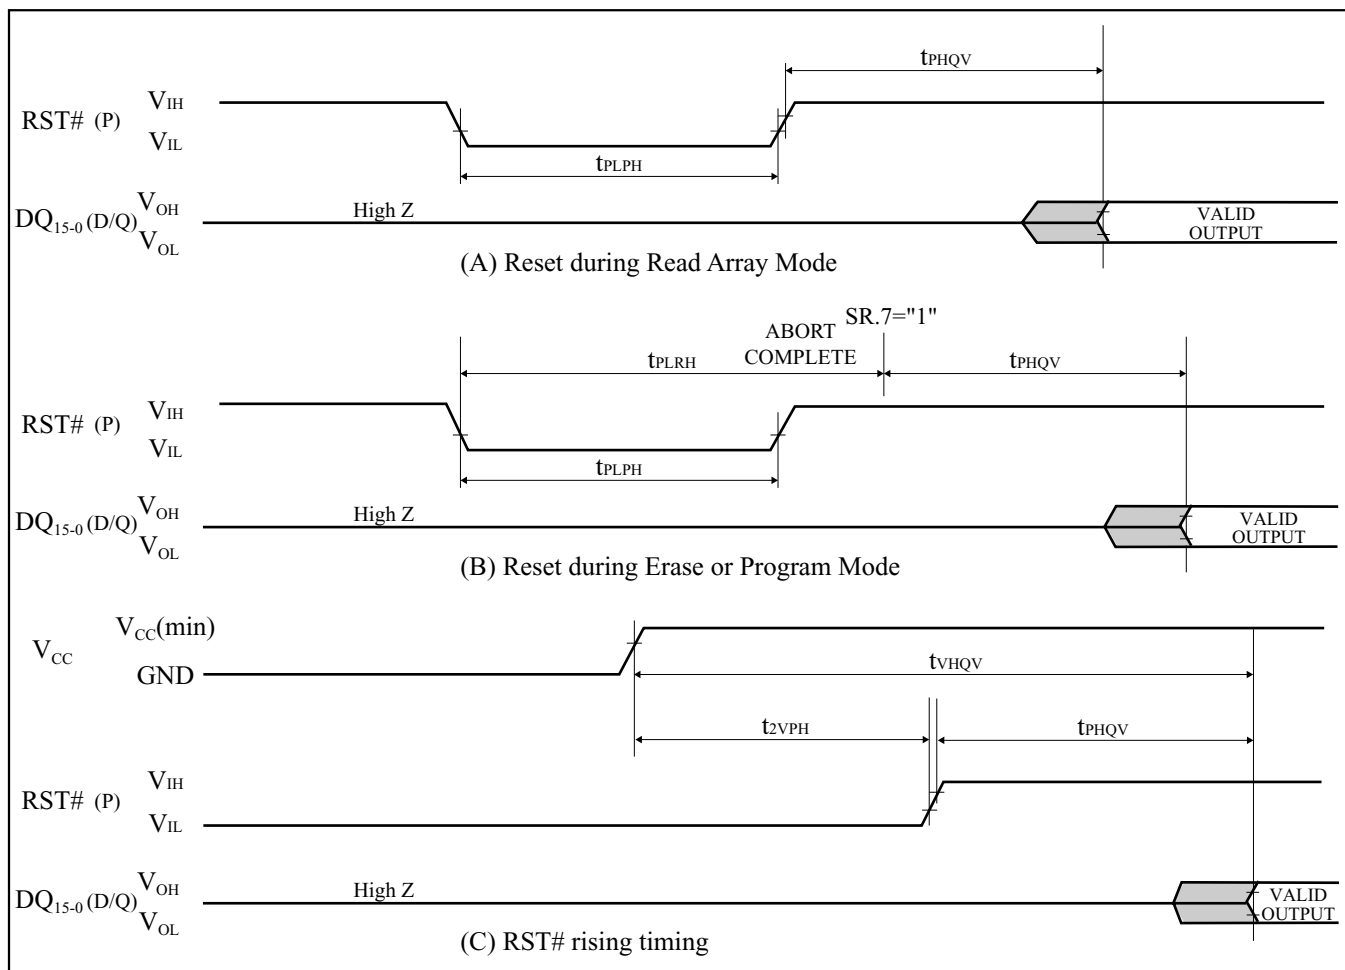 tPHQV
VIH
RST# (P)
VIL
tPLPH
VOH
High Z
DQ15-0 (D/Q)
VALID
OUTPUT
VOL
(A) Reset during Read Array Mode
SR.7="1"
ABORT
COMPLETE
tPLRH
tPHQV
VIH
RST# (P)
VIL
tPLPH
VOH
High Z
DQ15-0 (D/Q)
VALID
OUTPUT
VOL
(B) Reset during Erase or Program Mode
VCC(min)
VCC
GND
tVHQV
t2VPH
tPHQV
VIH
RST# (P)
VIL
VOH
High Z
DQ15-0 (D/Q)
VALID
OUTPUT
VOL
(C) RST# rising timing